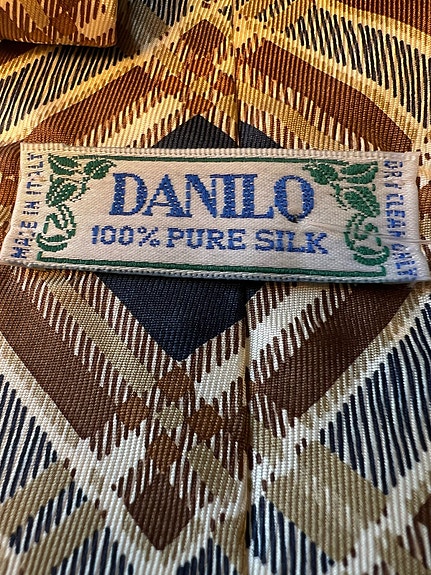 MADE IN ITALY
DANILO
100% PURE SILK
DRY CLEAN ONLY